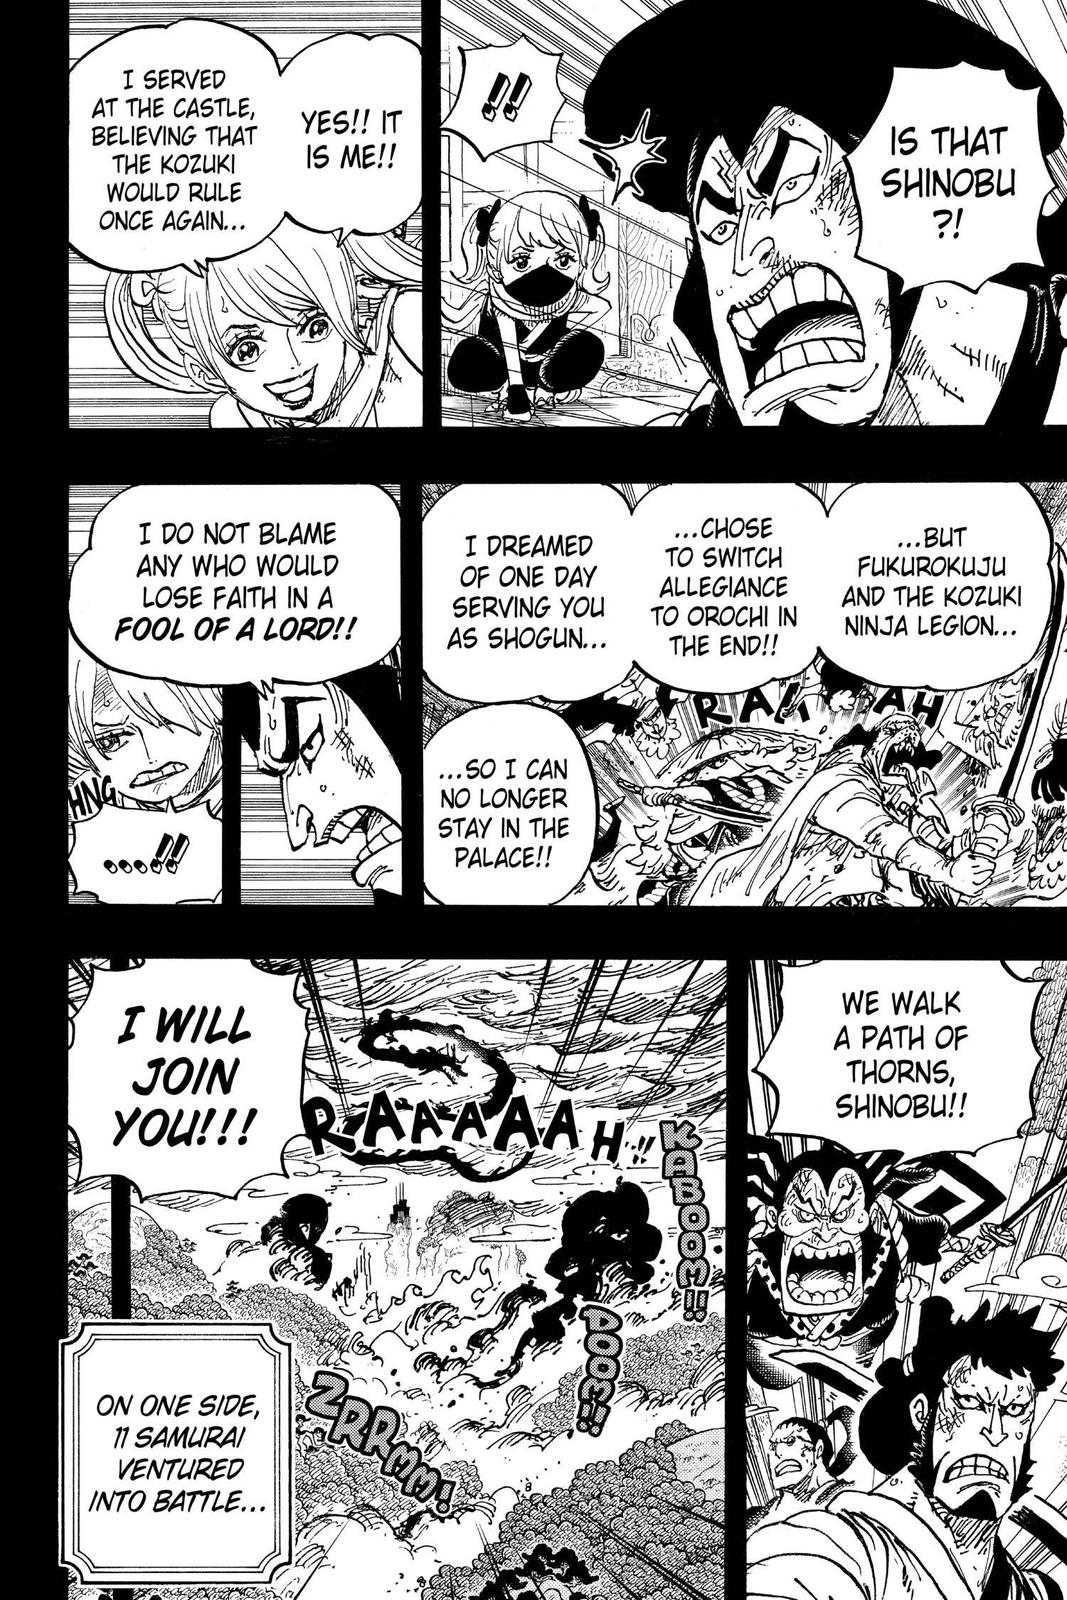 IS THAT
SHINOBU
?!
!!
YES!! IT
IS ME!!
I SERVED
AT THE CASTLE,
BELIEVING THAT
THE KOZUKI
WOULD RULE
ONCE AGAIN...
...BUT
FUKUROKUJU
AND THE KOZUKI
NINJA LEGION...
...CHOSE
TO SWITCH
ALLEGIANCE
TO OROCHI IN
THE END!!
I DREAMED
OF ONE DAY
SERVING YOU
AS SHOGUN...
...SO I CAN
NO LONGER
STAY IN THE
PALACE!!
I DO NOT BLAME
ANY WHO WOULD
LOSE FAITH IN A
FOOL OF A LORD!!
HNG
...!!
WE WALK
A PATH OF
THORNS,
SHINOBU!!
I WILL
JOIN
YOU!!!
RAAAAAAH!!
KABOOM!!
DOOM!!
ZRRMM!
ON ONE SIDE,
11 SAMURAI
VENTURED
INTO BATTLE...